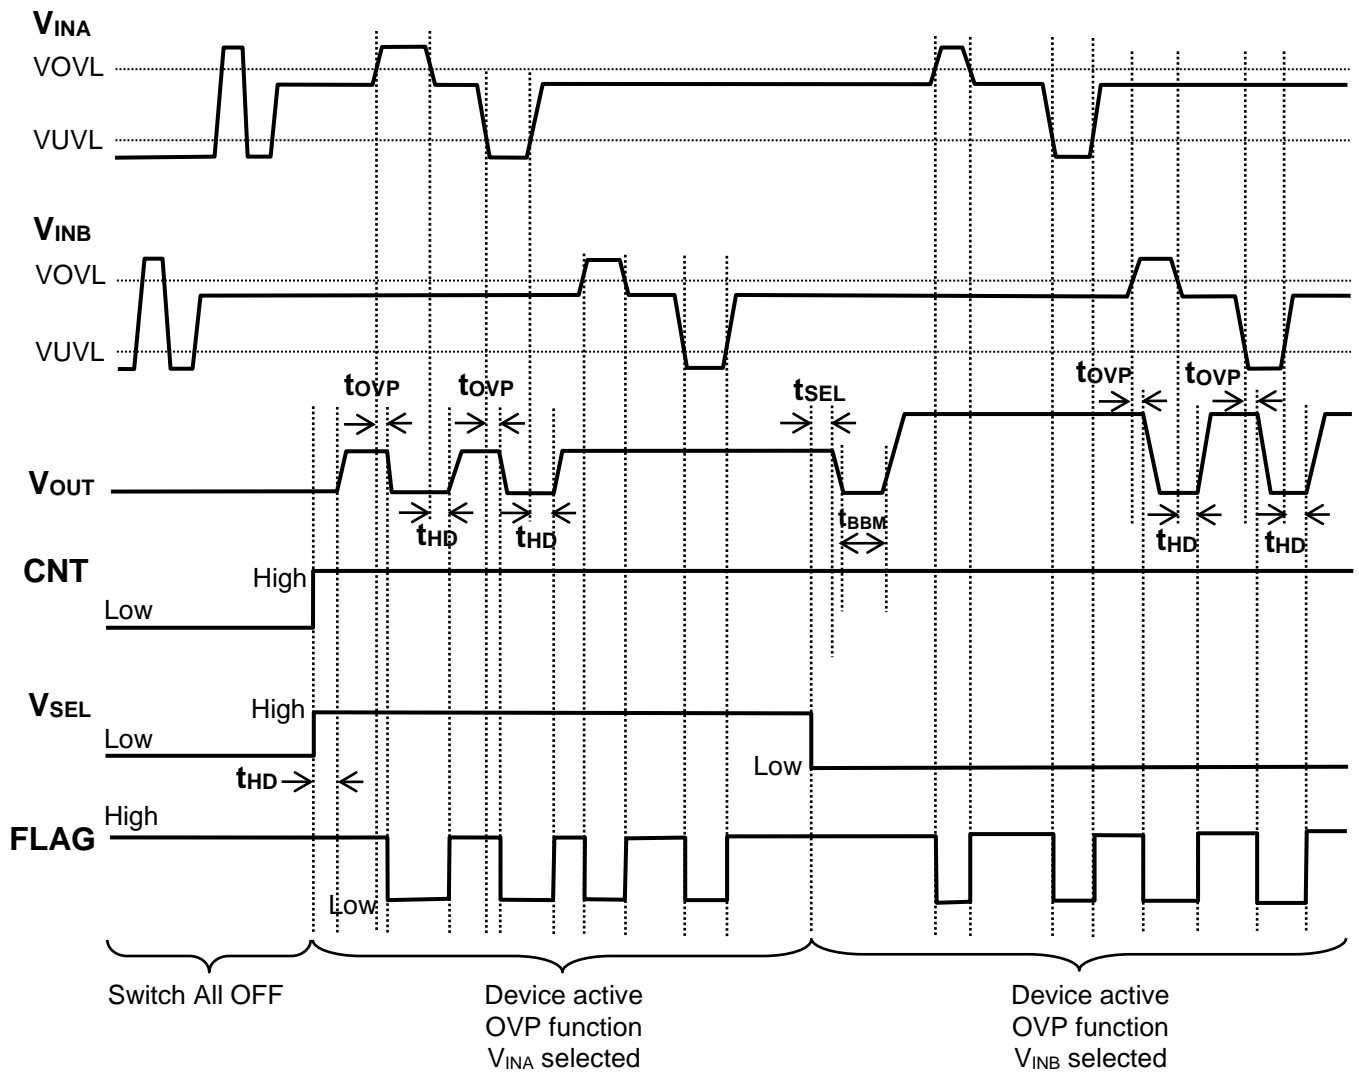 VINA
VOVL
VUVL
VINB
VOVL
VUVL
tOVP tOVP tSEL tOVP tOVP
VOUT
tHD tHD tBBM tHD tHD
CNT
High
Low
VSEL
High
Low
Low
tHD
High
FLAG
Low
Switch All OFF
Device active
OVP function
VINA selected
Device active
OVP function
VINB selected